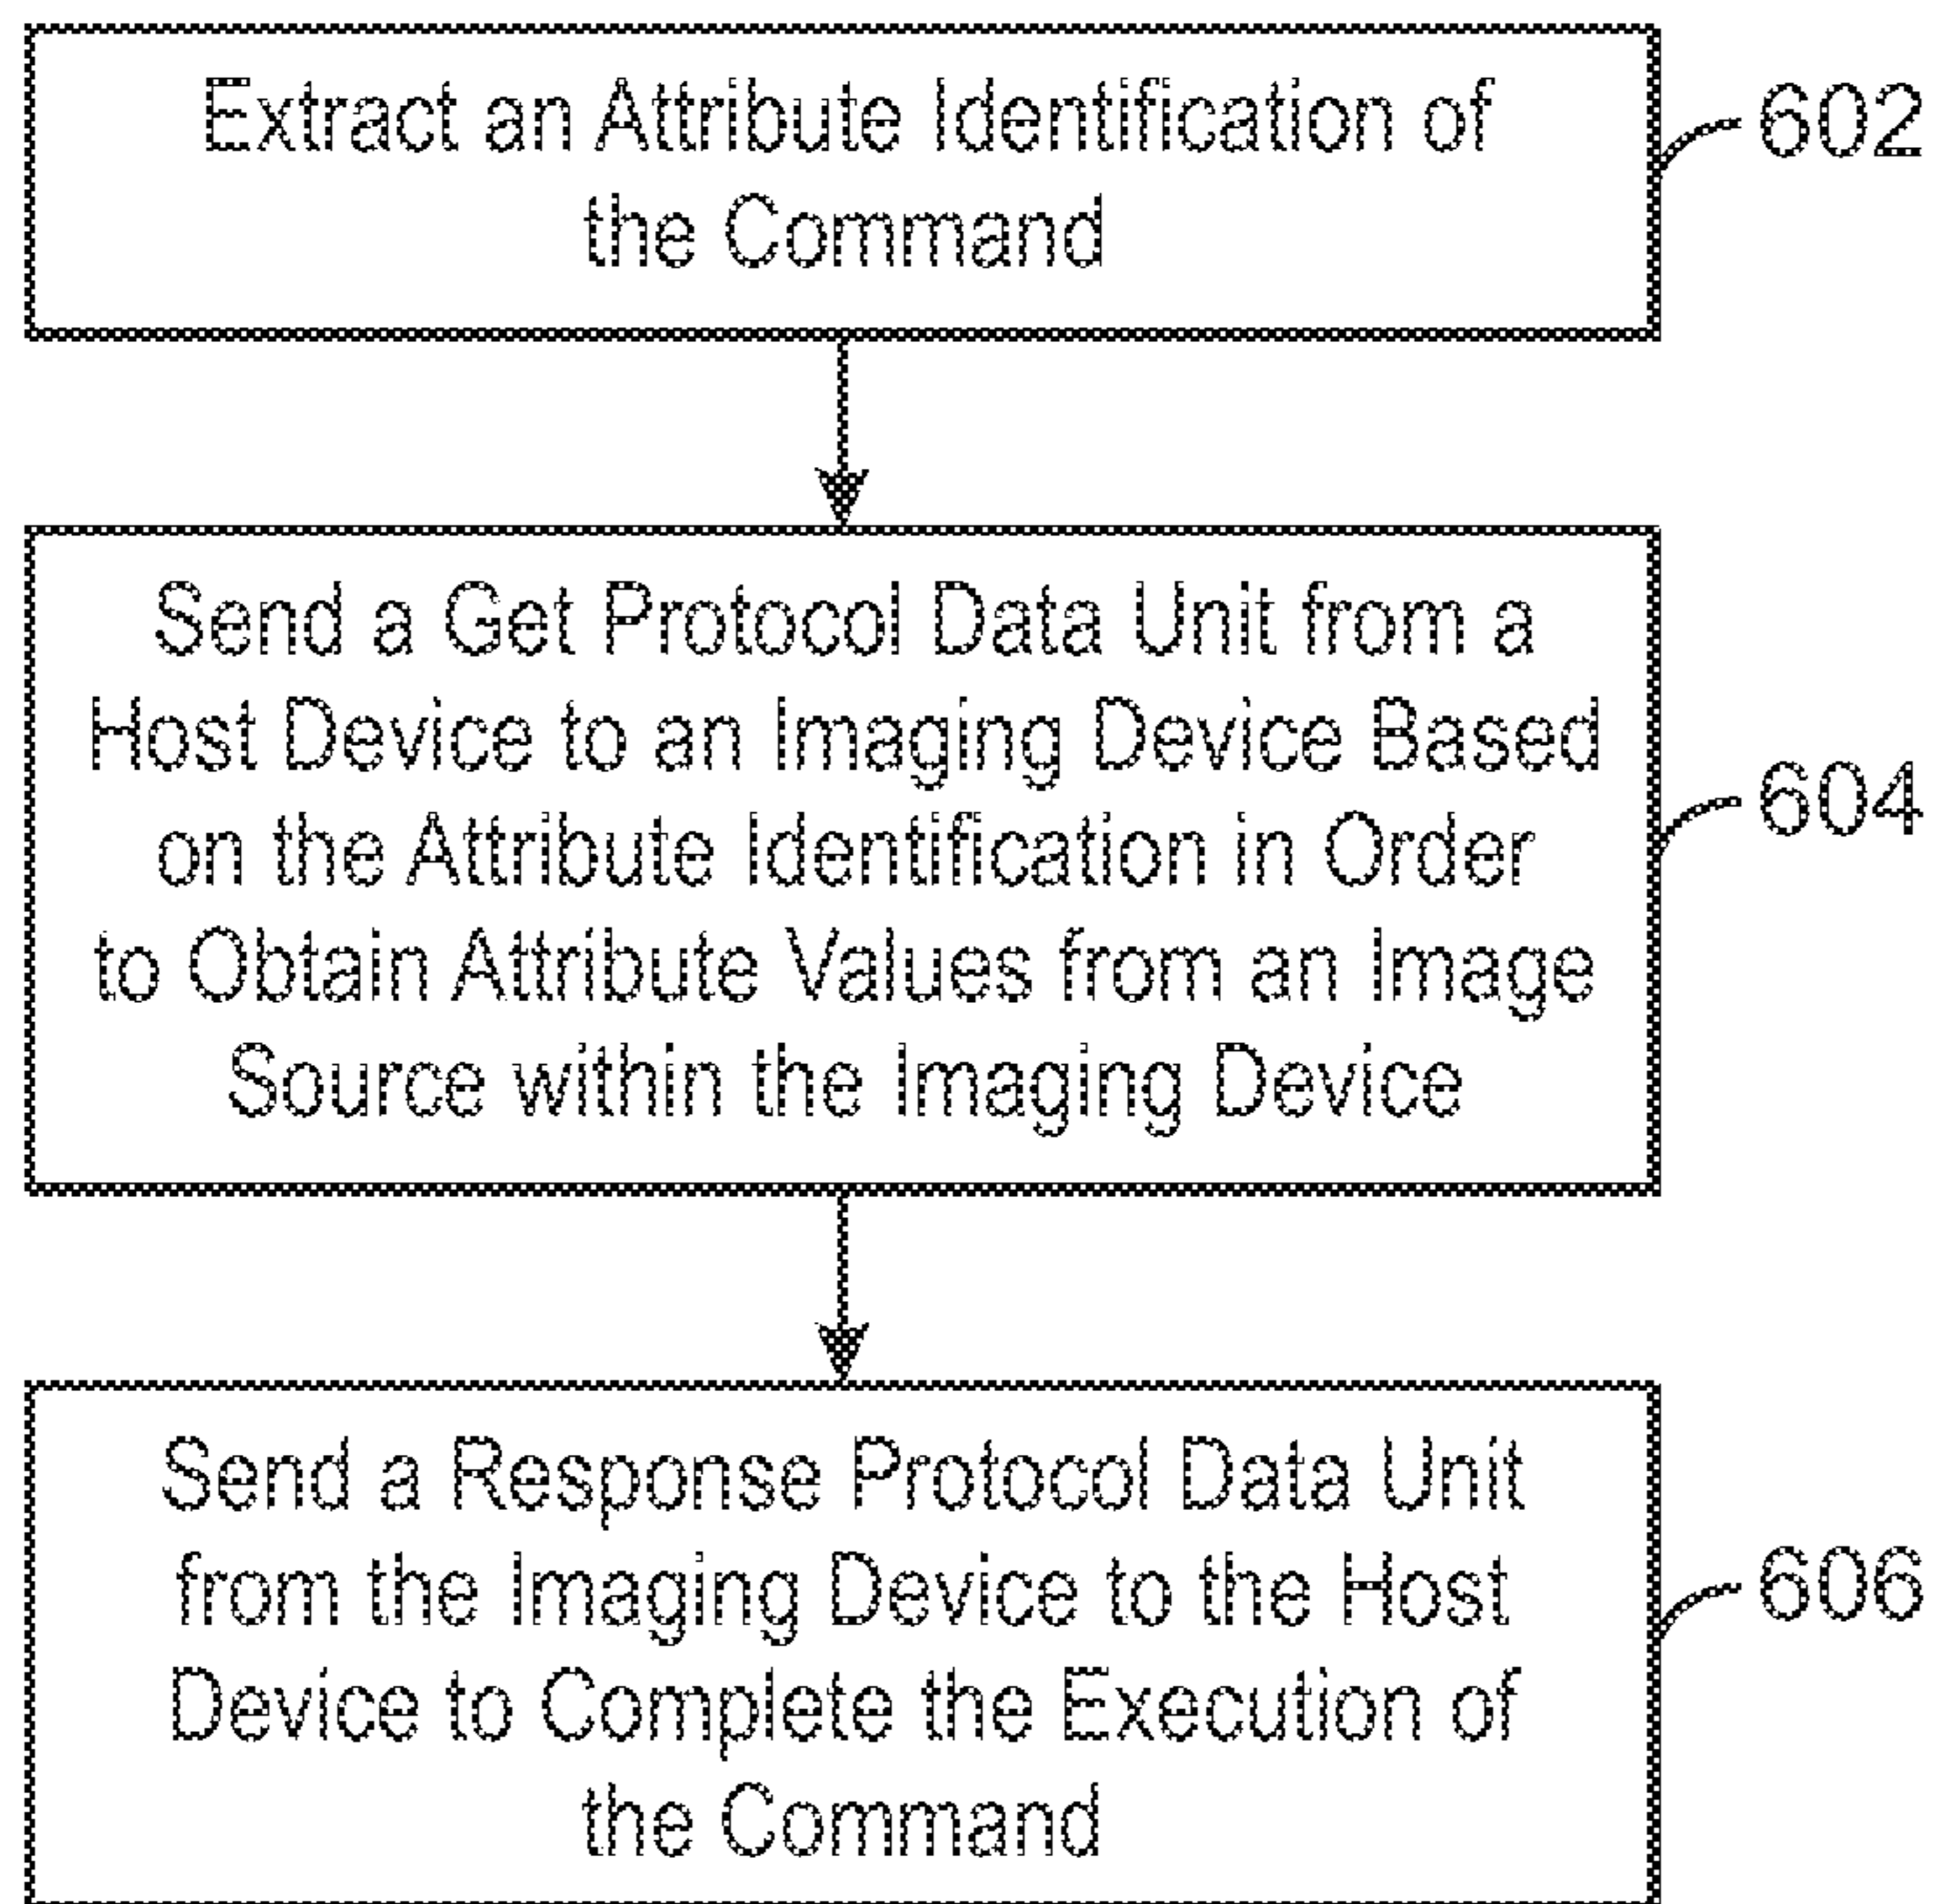 Extract an Attribute Identification of
the Command
602
Send a Get Protocol Data Unit from a
Host Device to an Imaging Device Based
on the Attribute Identification in Order
to Obtain Attribute Values from an Image
Source within the Imaging Device
604
Send a Response Protocol Data Unit
from the Imaging Device to the Host
Device to Complete the Execution of
the Command
606